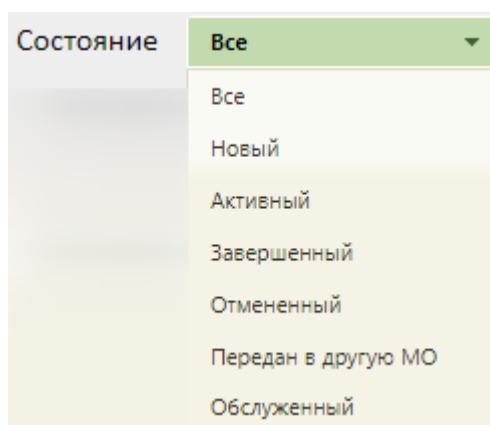 Состояние Все
Все
Новый
Активный
Завершенный
Отмененный
Передан в другую МО
Обслуженный